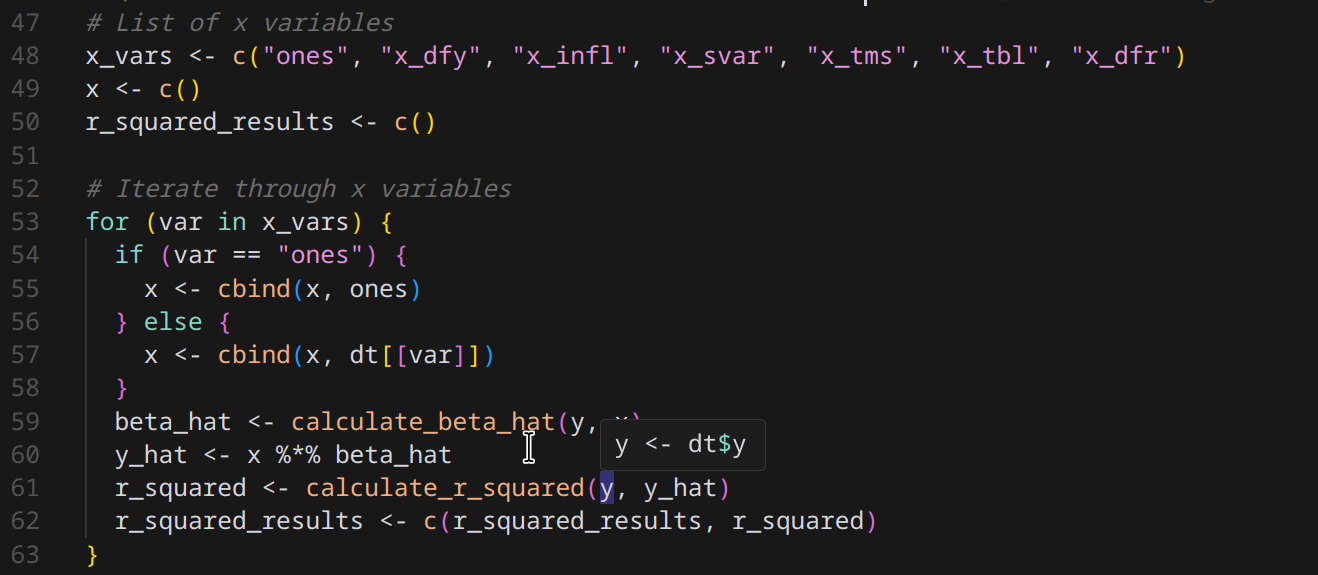 47 # List of x variables
48 x_vars <- c("ones", "x_dfy", "x_infl", "x_svar", "x_tms", "x_tbl", "x_dfr")
49 x <- c()
50 r_squared_results <- c()
51
52 # Iterate through x variables
53 for (var in x_vars) {
54 if (var == "ones") {
55 x <- cbind(x, ones)
56 } else {
57 x <- cbind(x, dt[[var]])
58 }
59 beta_hat <- calculate_beta_hat(y,
y <- dt$y
60 y_hat <- x %*% beta_hat
61 r_squared <- calculate_r_squared(y, y_hat)
62 r_squared_results <- c(r_squared_results, r_squared)
63 }